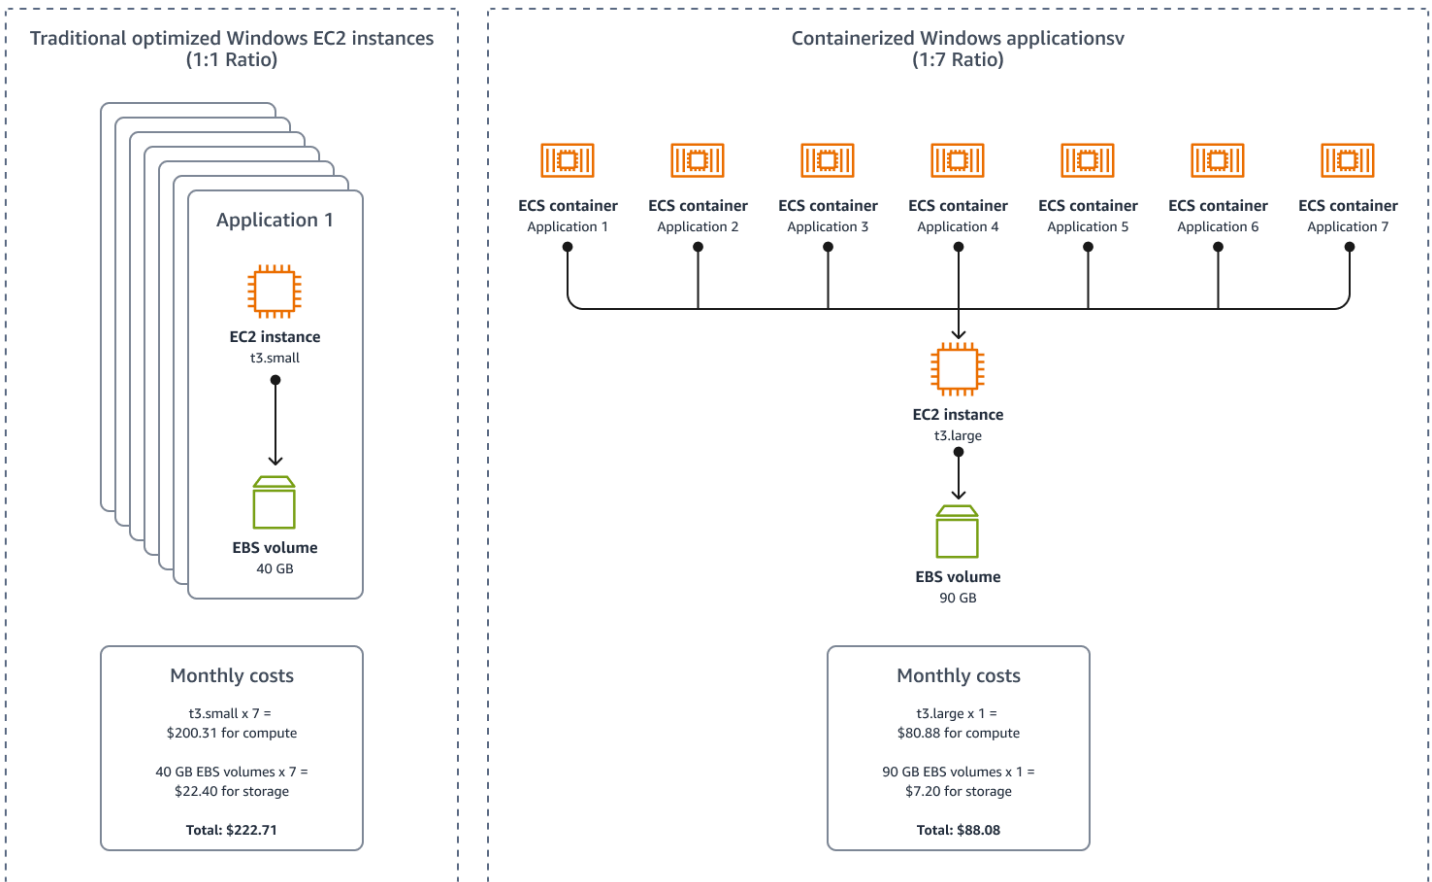 Traditional optimized Windows EC2 instances
(1:1 Ratio)
Application 1
EC2 instance
t3.small
EBS volume
40 GB
Monthly costs
t3.small x 7 =
$200.31 for compute
40 GB EBS volumes x 7 =
$22.40 for storage
Total: $222.71
Containerized Windows applicationsv
(1:7 Ratio)
ECS container
Application 1
ECS container
Application 2
ECS container
Application 3
ECS container
Application 4
ECS container
Application 5
ECS container
Application 6
ECS container
Application 7
EC2 instance
t3.large
EBS volume
90 GB
Monthly costs
t3.large x 1 =
$80.88 for compute
90 GB EBS volumes x 1 =
$7.20 for storage
Total: $88.08